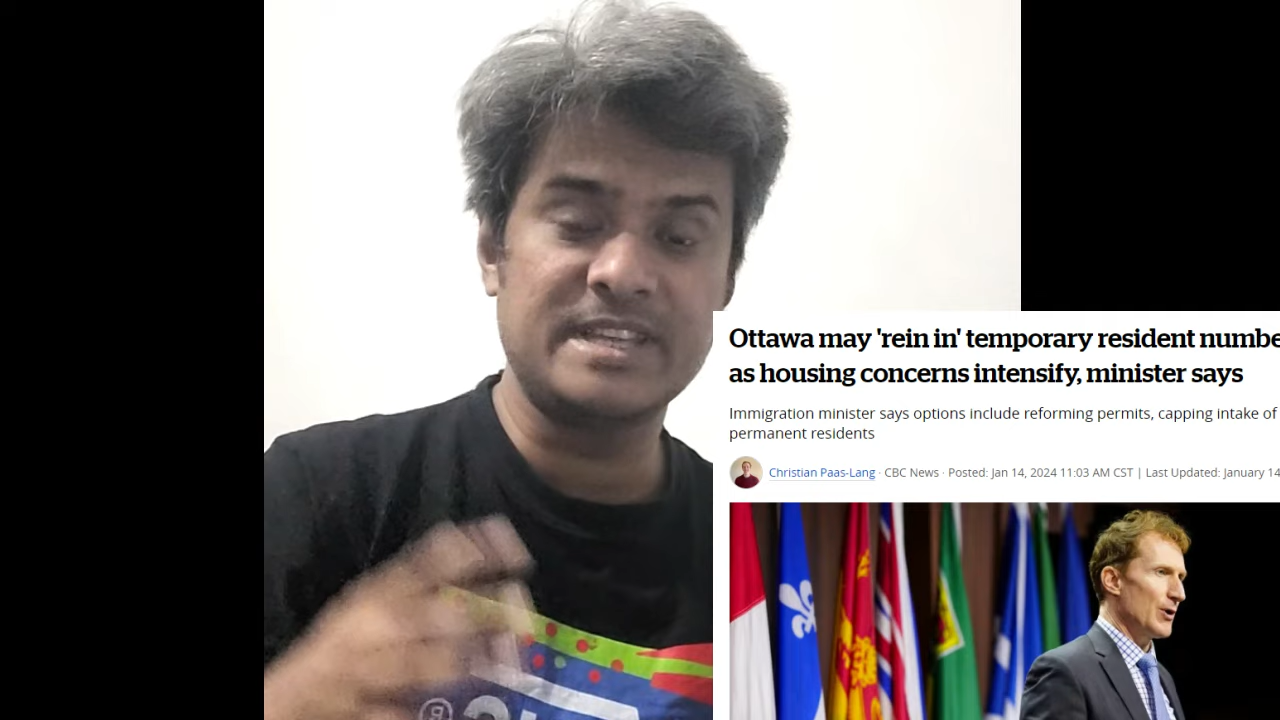 Ottawa may 'rein in' temporary resident
as housing concerns intensify, minister says
Immigration minister says options include reforming permits, capping intake of
permanent residents
Christian Paas-Lang · CBC News · Posted: Jan 14, 2024 11:03 AM CST | Last Updated: January 14